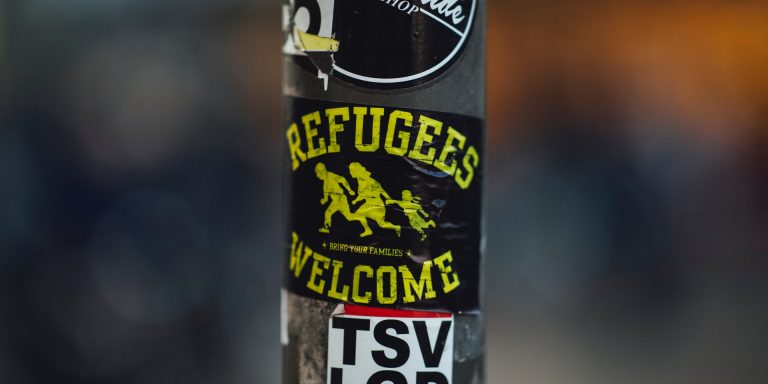 SHOP
REFUGEES
BRING YOUR FAMILIES
WELCOME
TSV